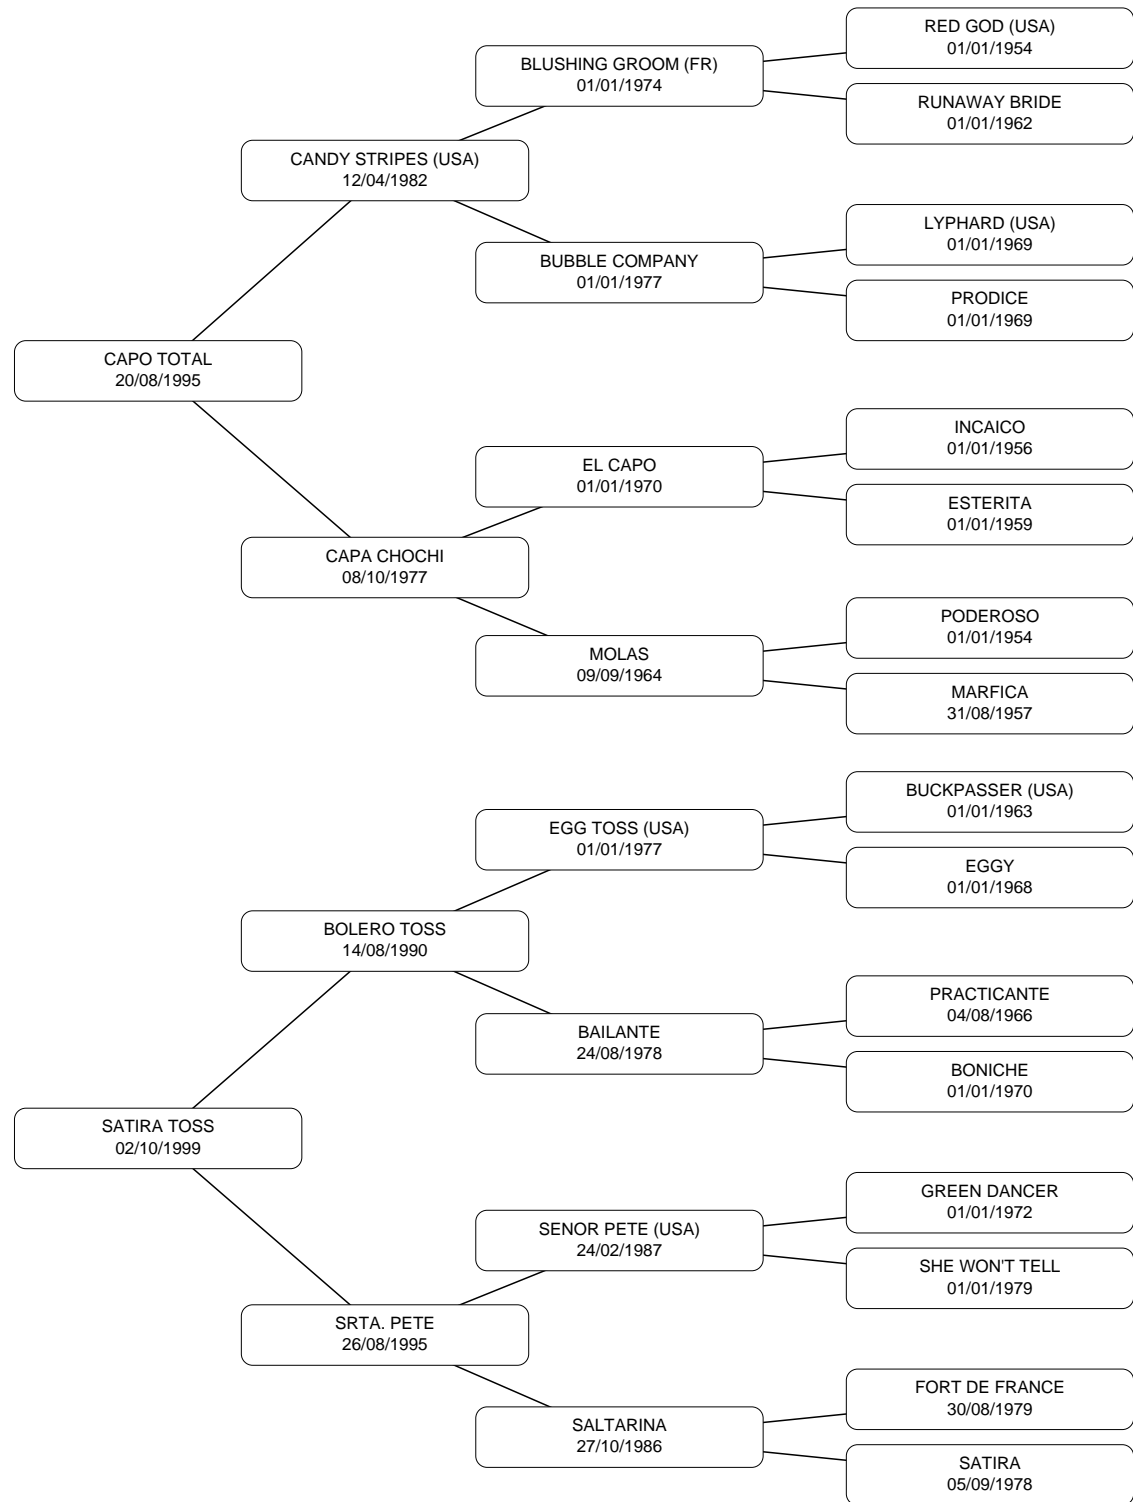 RED GOD (USA)
01/01/1954
BLUSHING GROOM (FR)
01/01/1974
RUNAWAY BRIDE
01/01/1962
CANDY STRIPES (USA)
12/04/1982
LYPHARD (USA)
01/01/1969
BUBBLE COMPANY
01/01/1977
PRODICE
01/01/1969
CAPO TOTAL
20/08/1995
INCAICO
01/01/1956
EL CAPO
01/01/1970
ESTERITA
01/01/1959
CAPA CHOCHI
08/10/1977
PODEROSO
01/01/1954
MOLAS
09/09/1964
MARFICA
31/08/1957
BUCKPASSER (USA)
01/01/1963
EGG TOSS (USA)
01/01/1977
EGGY
01/01/1968
BOLERO TOSS
14/08/1990
PRACTICANTE
04/08/1966
BAILANTE
24/08/1978
BONICHE
01/01/1970
SATIRA TOSS
02/10/1999
GREEN DANCER
01/01/1972
SENOR PETE (USA)
24/02/1987
SHE WON'T TELL
01/01/1979
SRTA. PETE
26/08/1995
FORT DE FRANCE
30/08/1979
SALTARINA
27/10/1986
SATIRA
05/09/1978